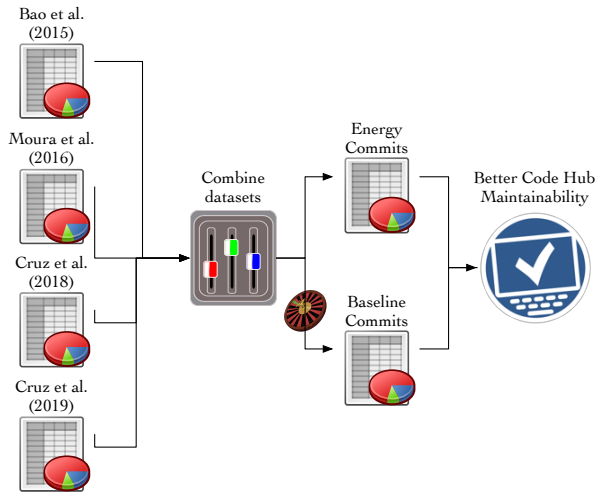 Bao et al.
(2015)
Moura et al.
(2016)
Cruz et al.
(2018)
Cruz et al.
(2019)
Combine
datasets
Energy
Commits
Baseline
Commits
Better Code Hub
Maintainability